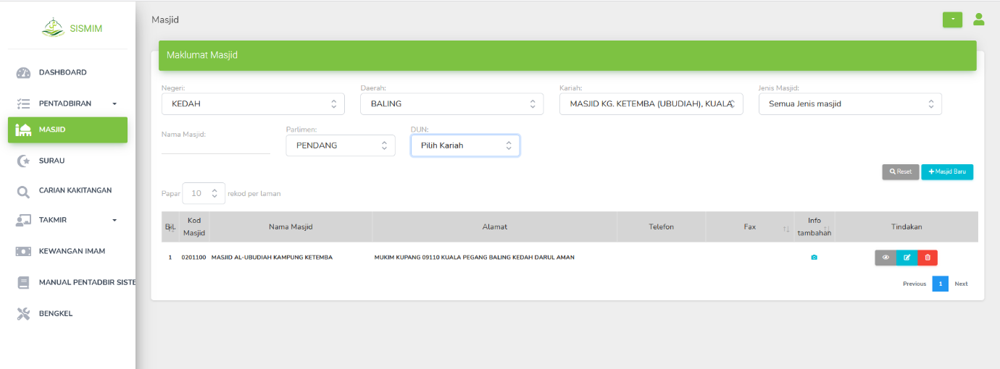 Masjid
SISMIM
Maklumat Masjid
DASHBOARD
PENTADBIRAN
MASJID
SURAU
CARIAN KAKITANGAN
TAKMIR
KEWANGAN IMAM
MANUAL PENTADBIR SISTE
BENGKEL
Negeri: Daerah: Kariah: Jenis Masjid:
KEDAH BALING MASJID KG. KETEMBA (UBUDIAH), KUALA Semua Jenis masjid
Nama Masjid: Parlimen: DUN:
PENDANG Pilih Kariah
Reset +Masjid Baru
Papar 10 rekod per laman
Bil. Kod Masjid Nama Masjid Alamat Telefon Fax Info tambahan Tindakan
1 0201100 MASJID AL-UBUDIAH KAMPUNG KETEMBA MUKIM KUPANG 09110 KUALA PEGANG BALING KEDAH DARUL AMAN
Previous 1 Next